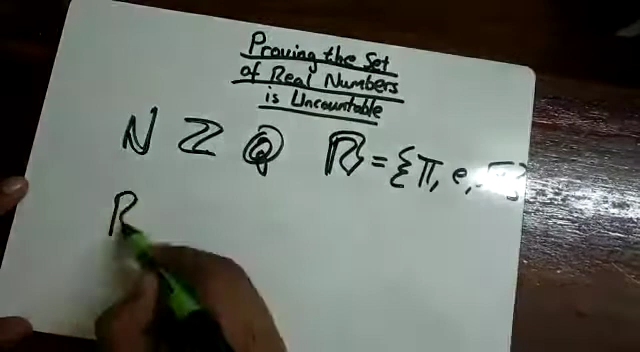 Proving the Set
of Real Numbers
is Uncountable
ℕ ℤ ℚ ℝ = {π, e, √
P